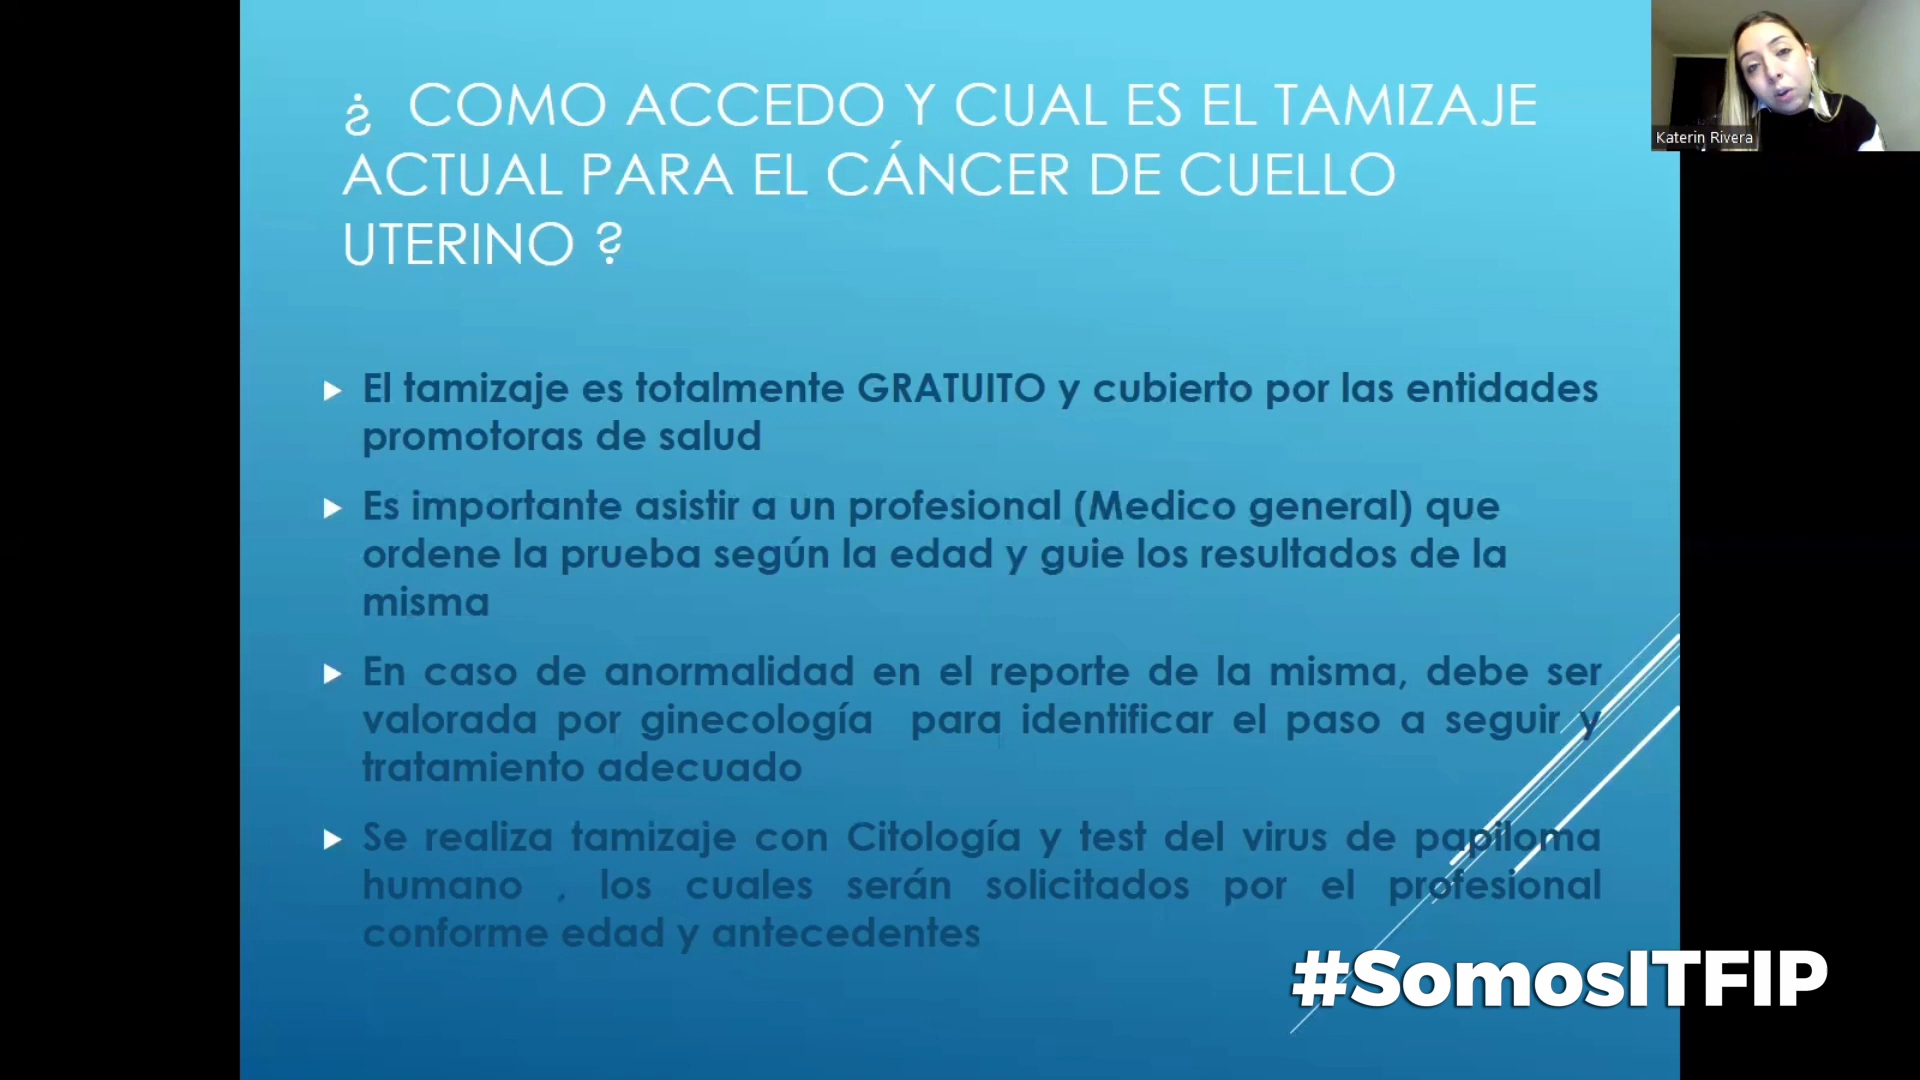 ¿ COMO ACCEDO Y CUAL ES EL TAMIZAJE
ACTUAL PARA EL CÁNCER DE CUELLO
UTERINO ?
El tamizaje es totalmente GRATUITO y cubierto por las entidades
promotoras de salud
Es importante asistir a un profesional (Medico general) que
ordene la prueba según la edad y guie los resultados de la
misma
En caso de anormalidad en el reporte de la misma, debe ser
valorada por ginecología para identificar el paso a seguir y
tratamiento adecuado
Se realiza tamizaje con Citología y test del virus de papiloma
humano , los cuales serán solicitados por el profesional
conforme edad y antecedentes
Katerin Rivera
#SomosITFIP